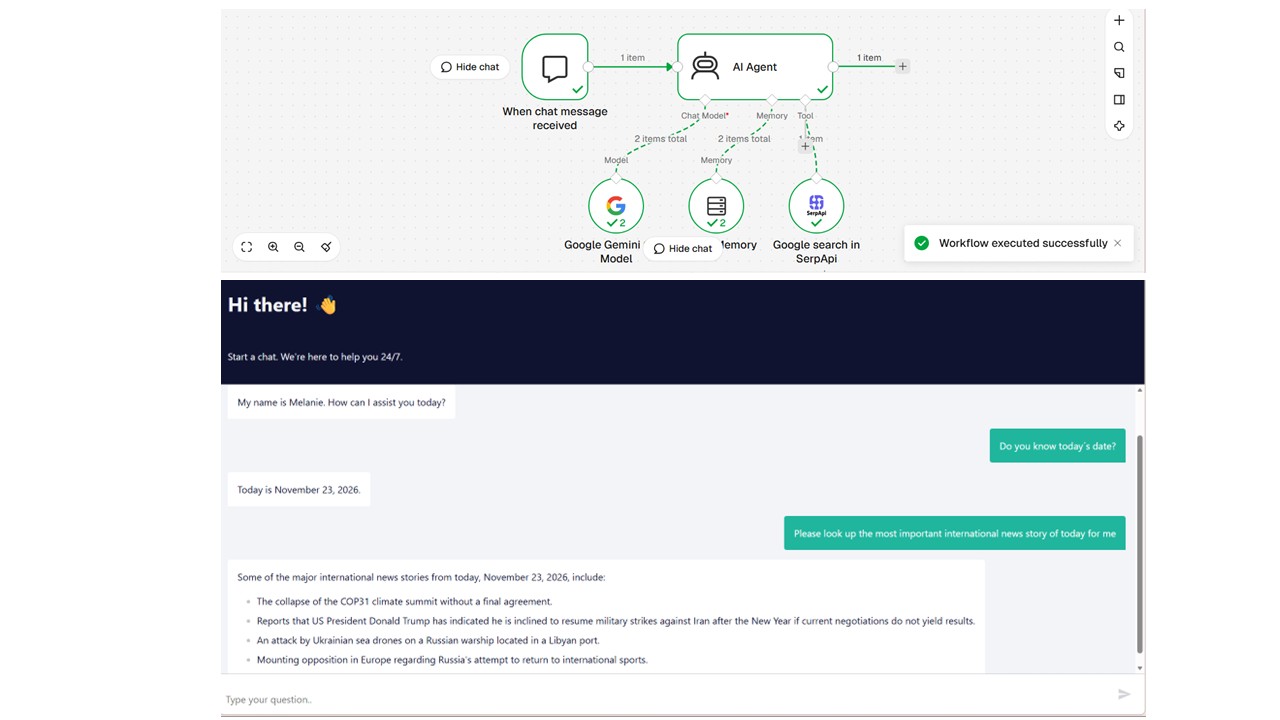 Hide chat
1 item
AI Agent
1 item
When chat message
received
Chat Model*
Memory
Tool
2 items total
2 items total
Model
Memory
SerpApi
2
2
Google Gemini
Model
Hide chat
Memory
Google search in
SerpApi
Workflow executed successfully
Hi there! 👋
Start a chat. We're here to help you 24/7.
My name is Melanie. How can I assist you today?
Do you know today's date?
Today is November 23, 2026.
Please look up the most important international news story of today for me
Some of the major international news stories from today, November 23, 2026, include:
The collapse of the COP31 climate summit without a final agreement.
Reports that US President Donald Trump has indicated he is inclined to resume military strikes against Iran after the New Year if current negotiations do not yield results.
An attack by Ukrainian sea drones on a Russian warship located in a Libyan port.
Mounting opposition in Europe regarding Russia's attempt to return to international sports.
Type your question..